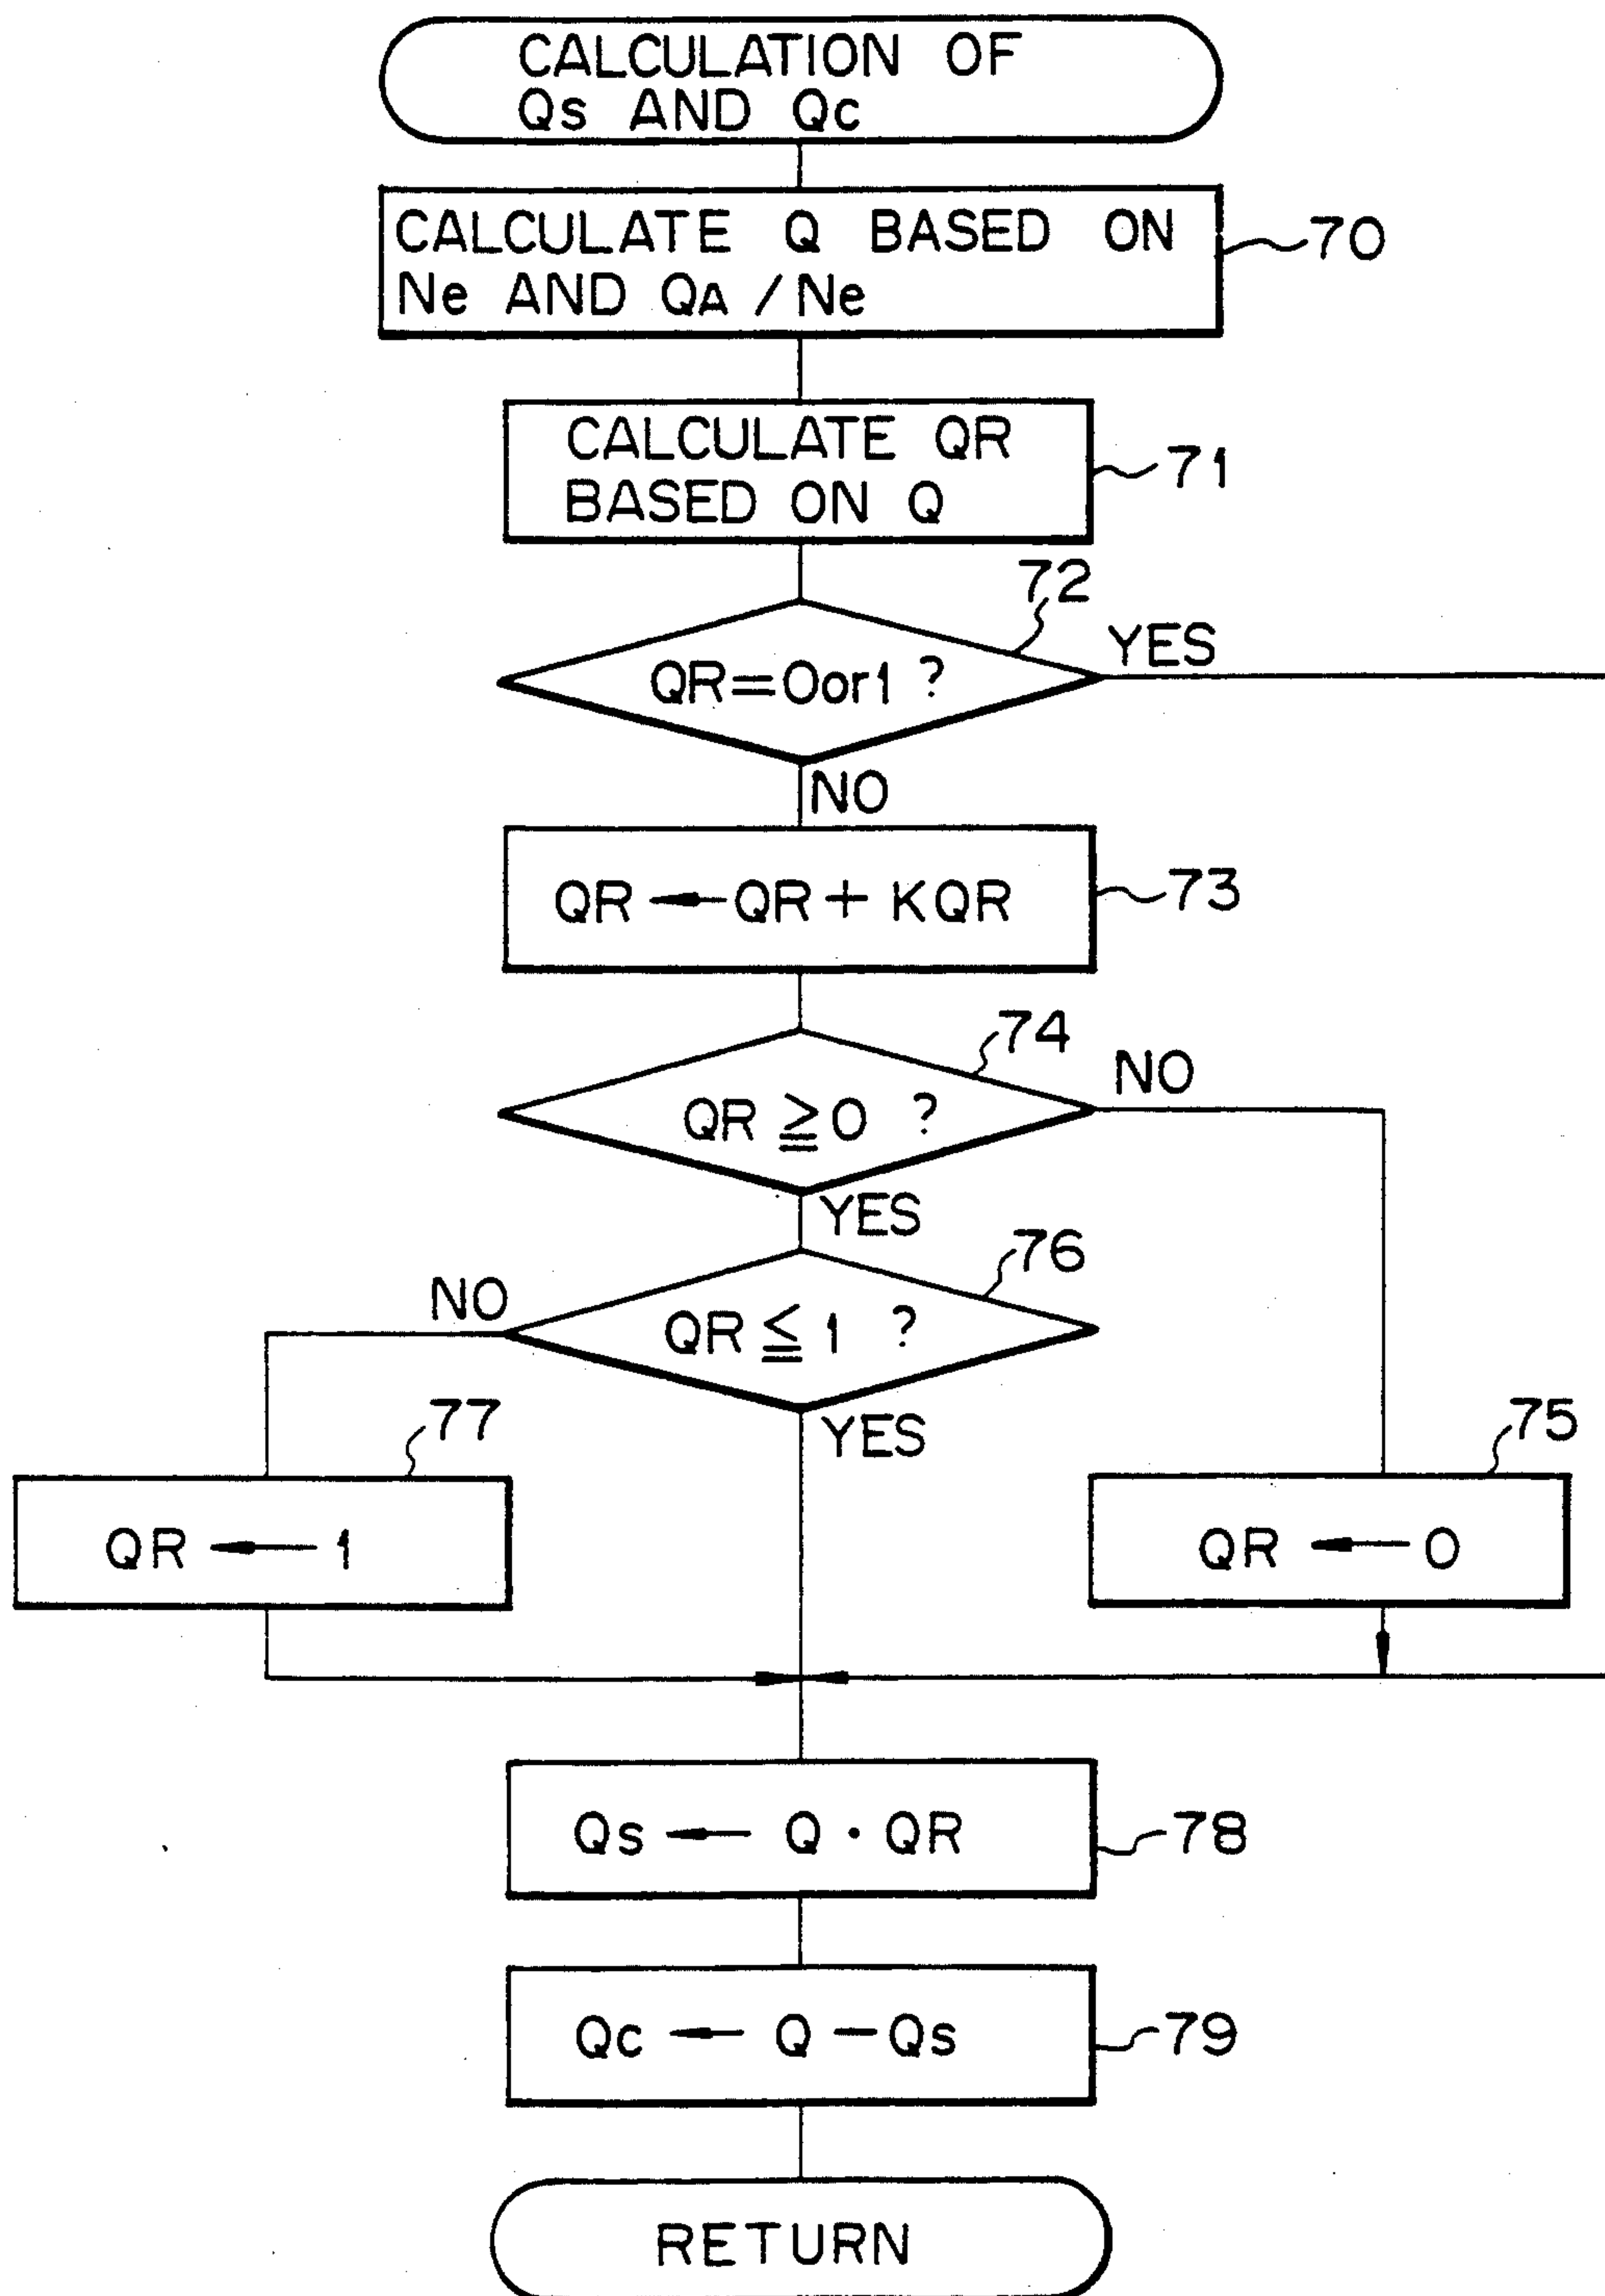 CALCULATION OF
Qs AND Qc
CALCULATE Q BASED ON
Ne AND QA / Ne
70
CALCULATE QR
BASED ON Q
71
72
YES
QR=0or1 ?
NO
QR ← QR + KQR
73
74
NO
QR ≧ 0 ?
YES
76
NO
QR ≦ 1 ?
YES
77
75
QR ← 1
QR ← 0
Qs ← Q · QR
78
Qc ← Q − Qs
79
RETURN